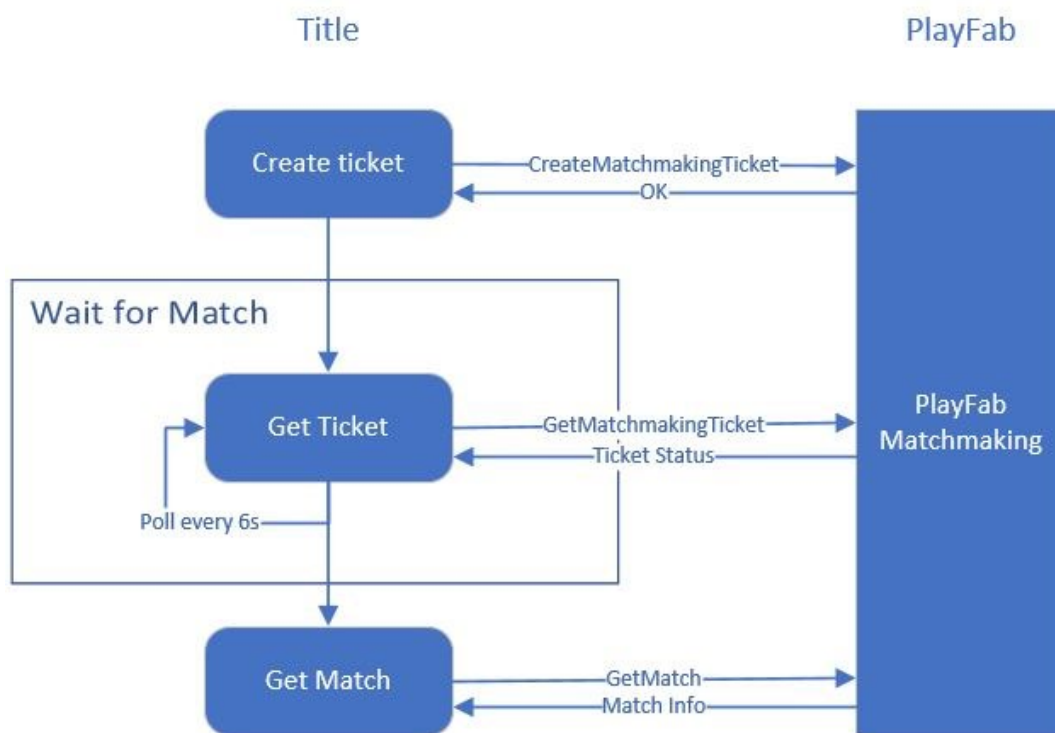 Title
PlayFab
Create ticket
CreateMatchmakingTicket
OK
Wait for Match
Get Ticket
GetMatchmakingTicket
Ticket Status
PlayFab
Matchmaking
Poll every 6s
Get Match
GetMatch
Match Info